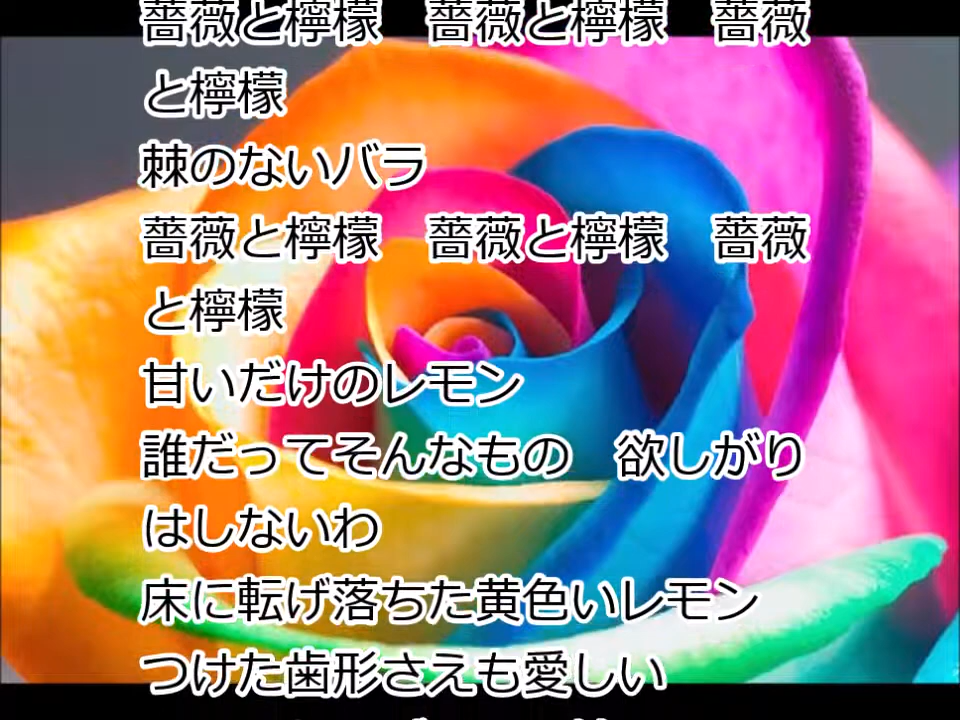 薔薇と檸檬　薔薇と檸檬　薔薇
と檸檬
棘のないバラ
薔薇と檸檬　薔薇と檸檬　薔薇
と檸檬
甘いだけのレモン
誰だってそんなもの　欲しがり
はしないわ
床に転げ落ちた黄色いレモン
つけた歯形さえも愛しい